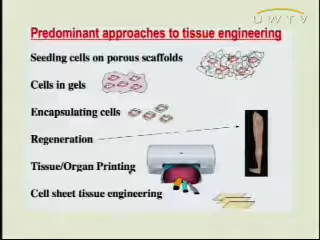 UWTV
Predominant approaches to tissue engineering
Seeding cells on porous scaffolds
Cells in gels
Encapsulating cells
Regeneration
Tissue/Organ Printing
Cell sheet tissue engineering